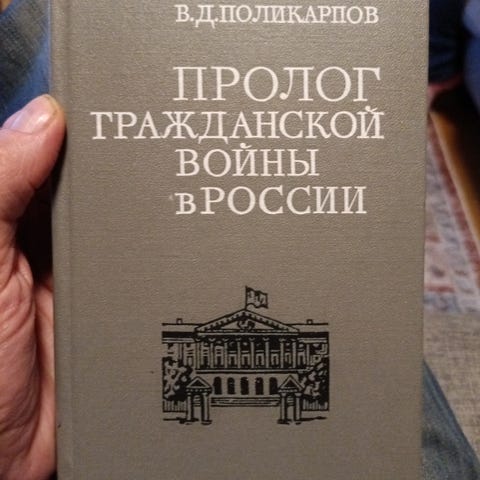 В.Д.ПОЛИКАРПОВ
ПРОЛОГ
ГРАЖДАНСКОЙ
ВОЙНЫ
в РОССИИ